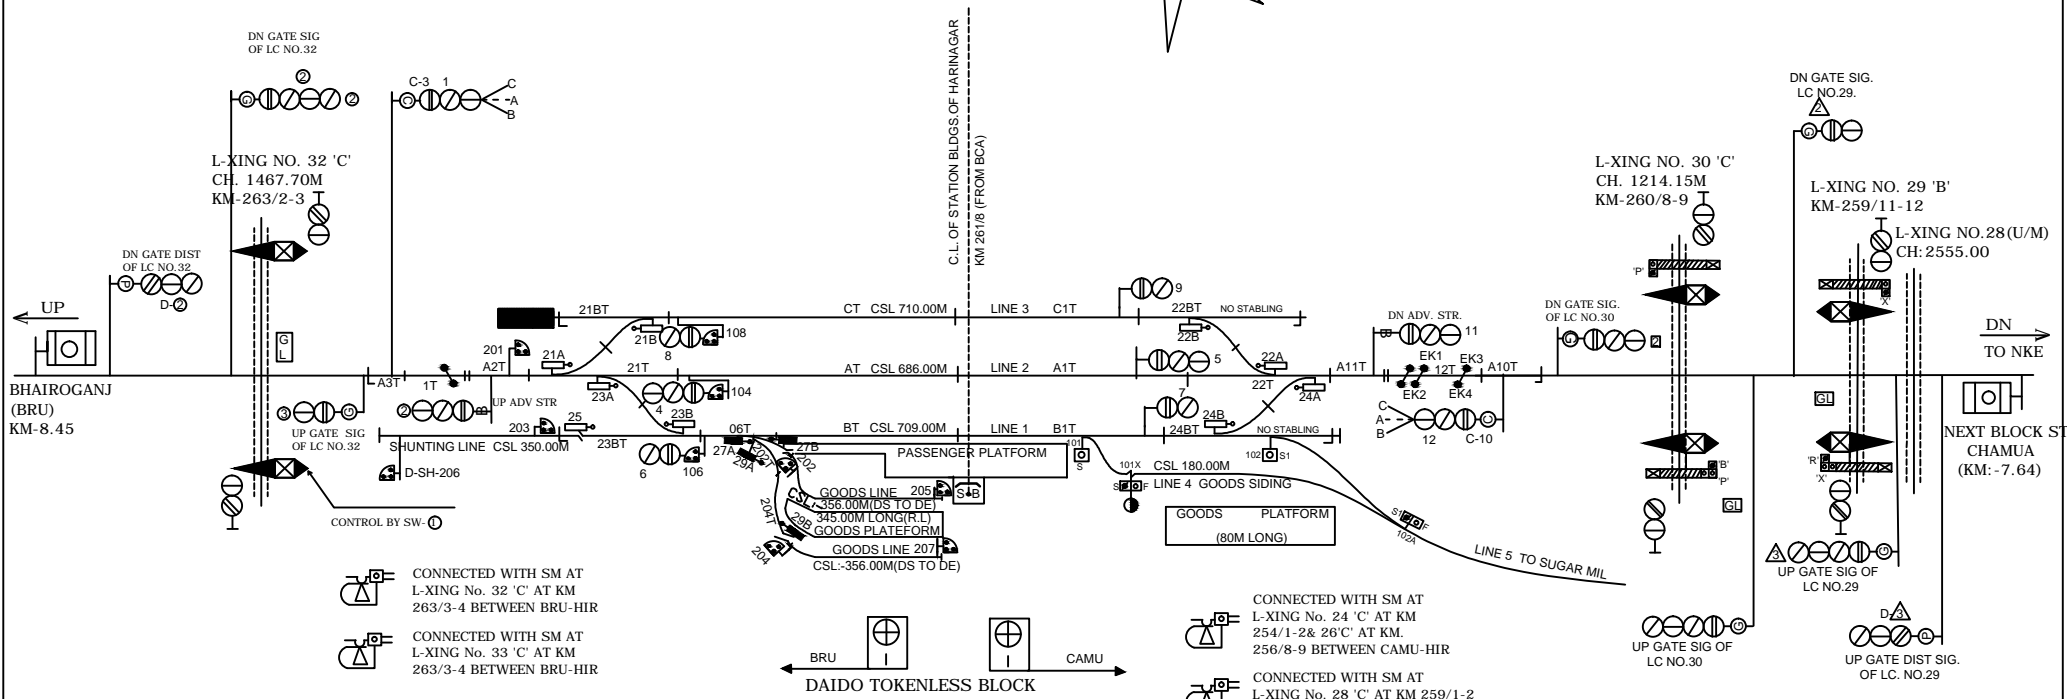 DN GATE SIG
OF LC NO.32
2
2
G
C-3 1
C
C
A
B
L-XING NO. 32 'C'
CH. 1467.70M
KM-263/2-3
DN GATE DIST
OF LC NO.32
P
D-2
UP
BHAIROGANJ
(BRU)
KM-8.45
G
L
A3T
1T
A2T
3
G
UP GATE SIG
OF LC NO.32
2
B
UP ADV STR
CONTROL BY SW- 1
SHUNTING LINE CSL 350.00M
D-SH-206
201
203
25
21A
23A
23BT
21BT
21T
21B
8
108
4
104
23B
6
106
C.L. OF STATION BLDGS.OF HARINAGAR
KM 261/8 (FROM BCA)
CT CSL 710.00M
LINE 3 C1T
AT CSL 686.00M
LINE 2 A1T
BT CSL 709.00M
LINE 1 B1T
06T
27A
29A
202T
202
27B
PASSENGER PLATFORM
CSL:-
GOODS LINE 205
356.00M(DS TO DE)
345.00M LONG(R.L)
GOODS PLATEFORM
GOODS LINE 207
CSL:-356.00M(DS TO DE)
204T
29B
204
S B
9
22BT
NO STABLING
22B
5
22A
7
22T
24A
24B
24BT
NO STABLING
101
S
102
S1
101X
S F
CSL 180.00M
LINE 4 GOODS SIDING
GOODS PLATFORM
(80M LONG)
S1
F
102A
LINE 5 TO SUGAR MIL
A11T
DN ADV. STR.
B
11
EK1
EK3
12T
EK2
EK4
A10T
C
A
B
12
C-10
C
DN GATE SIG.
OF LC NO.30
G
2
L-XING NO. 30 'C'
CH. 1214.15M
KM-260/8-9
'P'
'B'
'P'
GL
DN GATE SIG.
LC NO.29.
2
G
L-XING NO. 29 'B'
KM-259/11-12
L-XING NO.28(U/M)
CH:2555.00
'X'
GL
'R'
'X'
DN
TO NKE
NEXT BLOCK ST
CHAMUA
(KM:-7.64)
3
G
UP GATE SIG OF
LC NO.29
G
UP GATE SIG OF
LC NO.30
D-3
P
UP GATE DIST SIG.
OF LC. NO.29
CONNECTED WITH SM AT
L-XING No. 32 'C' AT KM
263/3-4 BETWEEN BRU-HIR
CONNECTED WITH SM AT
L-XING No. 33 'C' AT KM
263/3-4 BETWEEN BRU-HIR
BRU
CAMU
DAIDO TOKENLESS BLOCK
CONNECTED WITH SM AT
L-XING No. 24 'C' AT KM
254/1-2& 26'C' AT KM.
256/8-9 BETWEEN CAMU-HIR
CONNECTED WITH SM AT
L-XING No. 28 'C' AT KM 259/1-2